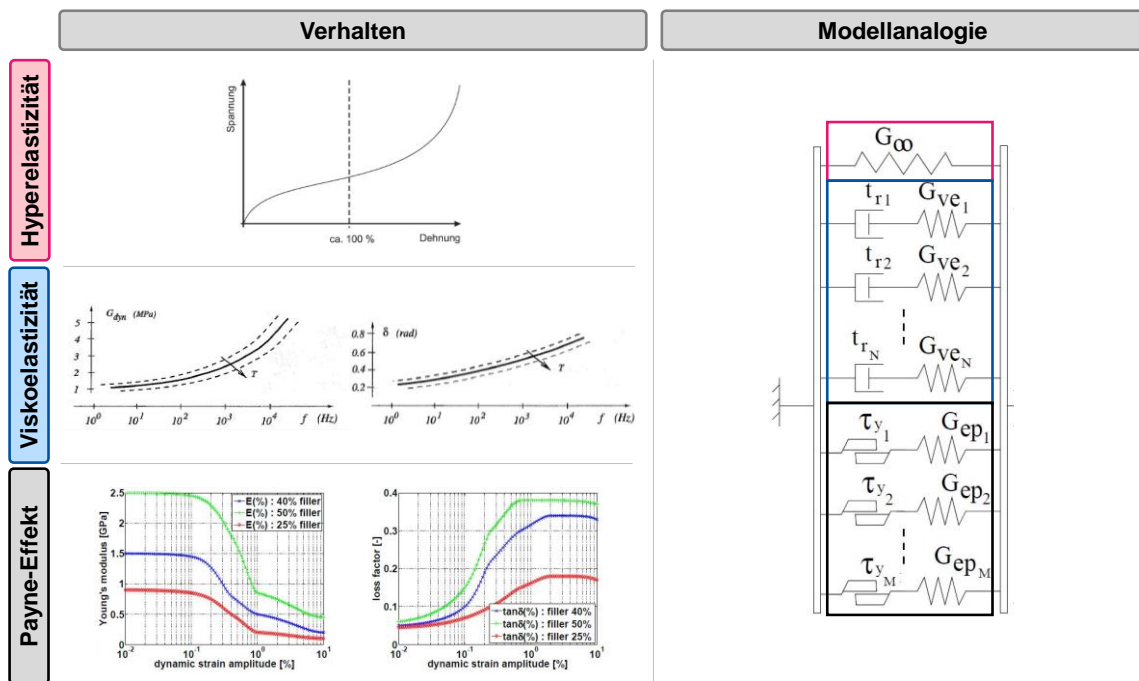 Verhalten
Modellanalogie
Hyperelastizität
Spannung
ca. 100 %
Dehnung
G∞
Viskoelastizität
G_dyn (MPa)
5
4
3
2
1
T
10^0 10^1 10^2 10^3 10^4 f (Hz)
δ (rad)
0.8
0.6
0.4
0.2
T
10^0 10^1 10^2 10^3 10^4 f (Hz)
t_r1 G_ve1
t_r2 G_ve2
t_rN G_veN
Payne-Effekt
Young's modulus [GPa]
2.5
2
1.5
1
0.5
0
E(%) : 40% filler
E(%) : 50% filler
E(%) : 25% filler
10^-2 10^-1 10^0 10^1
dynamic strain amplitude [%]
loss factor [-]
0.4
0.3
0.2
0.1
0
tanδ(%) : filler 40%
tanδ(%) : filler 50%
tanδ(%) : filler 25%
10^-2 10^-1 10^0 10^1
dynamic strain amplitude [%]
τ_y1 G_ep1
τ_y2 G_ep2
τ_yM G_epM